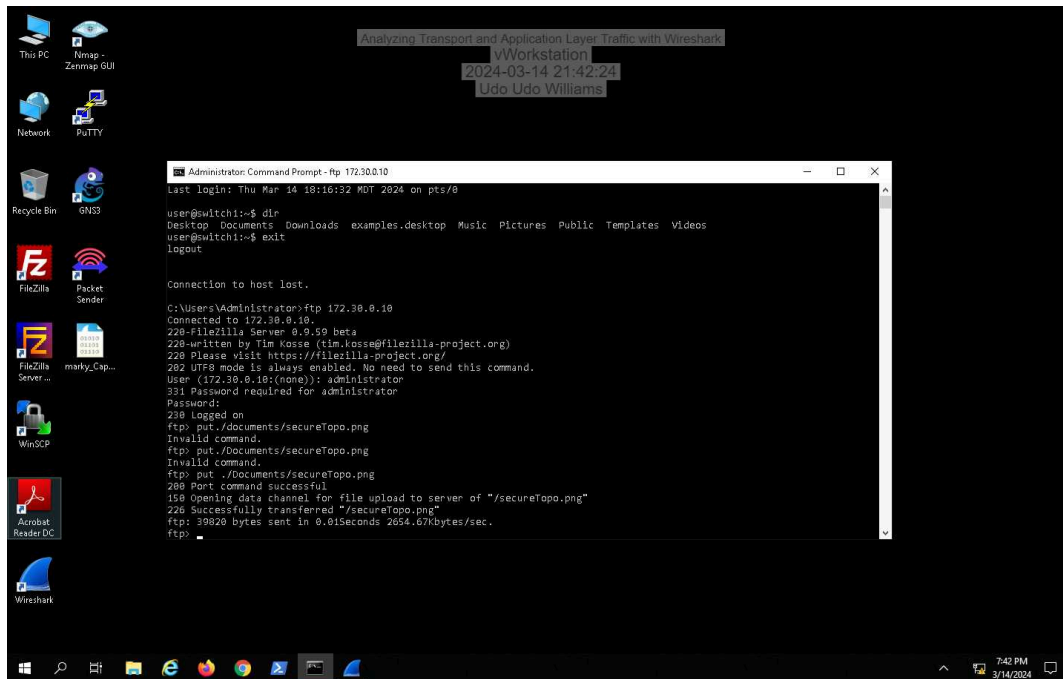 Analyzing Transport and Application Layer Traffic with Wireshark
vWorkstation
2024-03-14 21:42:24
Udo Udo Williams
This PC
Nmap -
Zenmap GUI
Network
PuTTY
Recycle Bin
GNS3
FileZilla
Packet
Sender
FileZilla
Server ...
marky_Cap...
WinSCP
Acrobat
Reader DC
Wireshark
Administrator: Command Prompt - ftp 172.30.0.10
Last login: Thu Mar 14 18:16:32 MDT 2024 on pts/0
user@switch1:~$ dir
Desktop Documents Downloads examples.desktop Music Pictures Public Templates Videos
user@switch1:~$ exit
logout
Connection to host lost.
C:\Users\Administrator>ftp 172.30.0.10
Connected to 172.30.0.10.
220-FileZilla Server 0.9.59 beta
220-written by Tim Kosse (tim.kosse@filezilla-project.org)
220 Please visit https://filezilla-project.org/
202 UTF8 mode is always enabled. No need to send this command.
User (172.30.0.10:(none)): administrator
331 Password required for administrator
Password:
230 Logged on
ftp> put./documents/secureTopo.png
Invalid command.
ftp> put./Documents/secureTopo.png
Invalid command.
ftp> put ./Documents/secureTopo.png
200 Port command successful
150 Opening data channel for file upload to server of "/secureTopo.png"
226 Successfully transferred "/secureTopo.png"
ftp: 39820 bytes sent in 0.01Seconds 2654.67Kbytes/sec.
ftp>
7:42 PM
3/14/2024